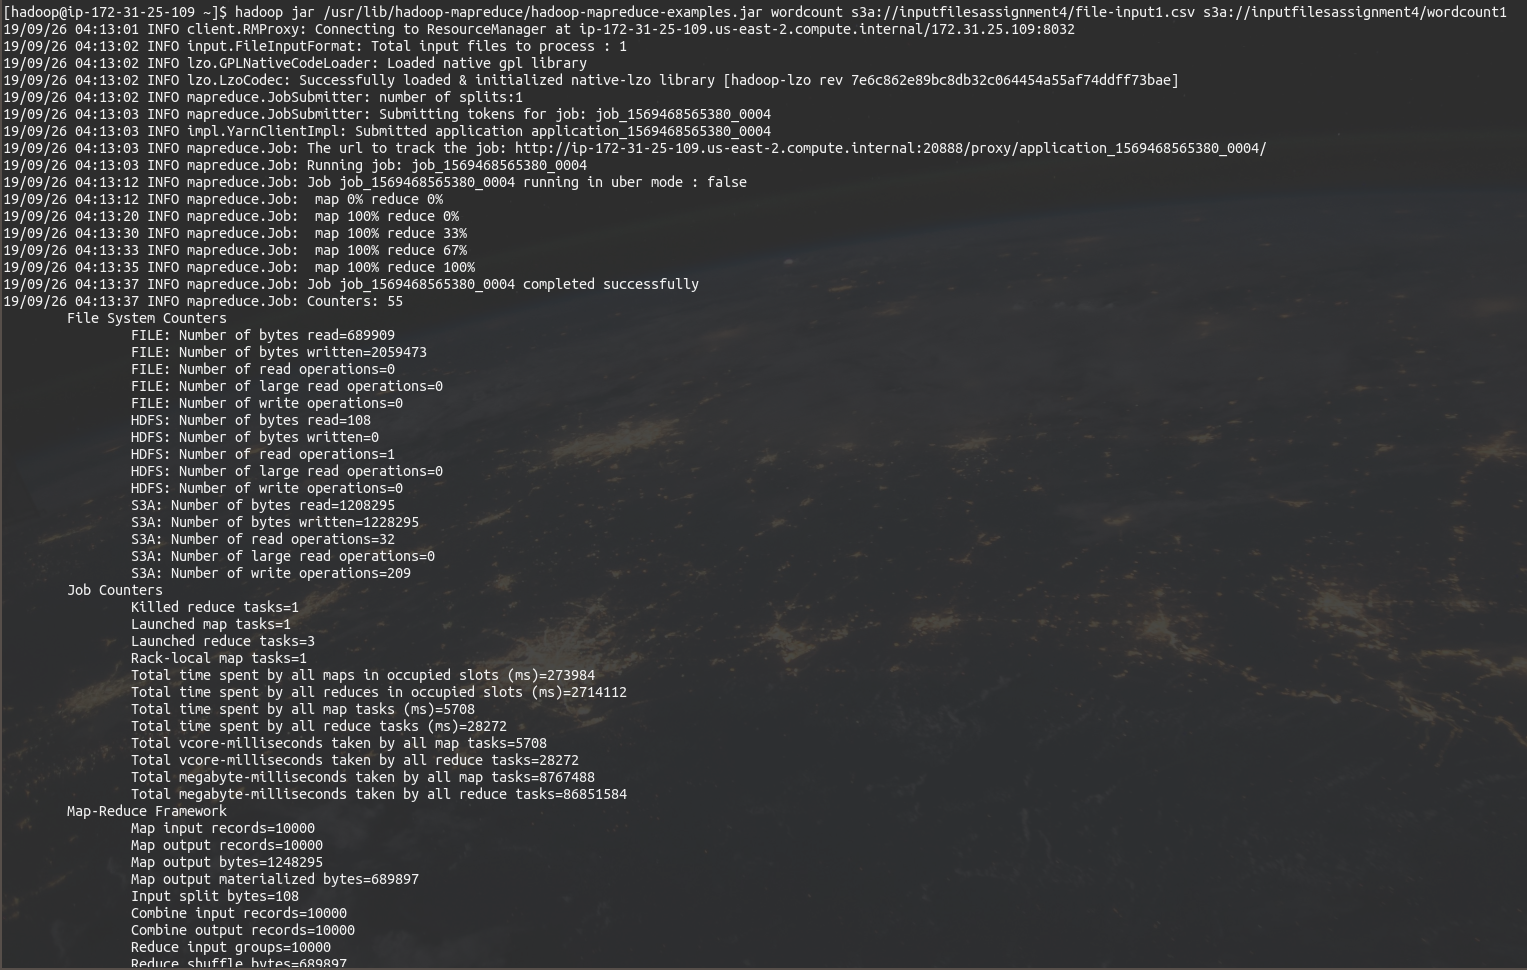 [hadoop@ip-172-31-25-109 ~]$ hadoop jar /usr/lib/hadoop-mapreduce/hadoop-mapreduce-examples.jar wordcount s3a://inputfilesassignment4/file-input1.csv s3a://inputfilesassignment4/wordcount1
19/09/26 04:13:01 INFO client.RMProxy: Connecting to ResourceManager at ip-172-31-25-109.us-east-2.compute.internal/172.31.25.109:8032
19/09/26 04:13:02 INFO input.FileInputFormat: Total input files to process : 1
19/09/26 04:13:02 INFO lzo.GPLNativeCodeLoader: Loaded native gpl library
19/09/26 04:13:02 INFO lzo.LzoCodec: Successfully loaded & initialized native-lzo library [hadoop-lzo rev 7e6c862e89bc8db32c064454a55af74ddff73bae]
19/09/26 04:13:02 INFO mapreduce.JobSubmitter: number of splits:1
19/09/26 04:13:03 INFO mapreduce.JobSubmitter: Submitting tokens for job: job_1569468565380_0004
19/09/26 04:13:03 INFO impl.YarnClientImpl: Submitted application application_1569468565380_0004
19/09/26 04:13:03 INFO mapreduce.Job: The url to track the job: http://ip-172-31-25-109.us-east-2.compute.internal:20888/proxy/application_1569468565380_0004/
19/09/26 04:13:03 INFO mapreduce.Job: Running job: job_1569468565380_0004
19/09/26 04:13:12 INFO mapreduce.Job: Job job_1569468565380_0004 running in uber mode : false
19/09/26 04:13:12 INFO mapreduce.Job:  map 0% reduce 0%
19/09/26 04:13:20 INFO mapreduce.Job:  map 100% reduce 0%
19/09/26 04:13:30 INFO mapreduce.Job:  map 100% reduce 33%
19/09/26 04:13:33 INFO mapreduce.Job:  map 100% reduce 67%
19/09/26 04:13:35 INFO mapreduce.Job:  map 100% reduce 100%
19/09/26 04:13:37 INFO mapreduce.Job: Job job_1569468565380_0004 completed successfully
19/09/26 04:13:37 INFO mapreduce.Job: Counters: 55
File System Counters
FILE: Number of bytes read=689909
FILE: Number of bytes written=2059473
FILE: Number of read operations=0
FILE: Number of large read operations=0
FILE: Number of write operations=0
HDFS: Number of bytes read=108
HDFS: Number of bytes written=0
HDFS: Number of read operations=1
HDFS: Number of large read operations=0
HDFS: Number of write operations=0
S3A: Number of bytes read=1208295
S3A: Number of bytes written=1228295
S3A: Number of read operations=32
S3A: Number of large read operations=0
S3A: Number of write operations=209
Job Counters
Killed reduce tasks=1
Launched map tasks=1
Launched reduce tasks=3
Rack-local map tasks=1
Total time spent by all maps in occupied slots (ms)=273984
Total time spent by all reduces in occupied slots (ms)=2714112
Total time spent by all map tasks (ms)=5708
Total time spent by all reduce tasks (ms)=28272
Total vcore-milliseconds taken by all map tasks=5708
Total vcore-milliseconds taken by all reduce tasks=28272
Total megabyte-milliseconds taken by all map tasks=8767488
Total megabyte-milliseconds taken by all reduce tasks=86851584
Map-Reduce Framework
Map input records=10000
Map output records=10000
Map output bytes=1248295
Map output materialized bytes=689897
Input split bytes=108
Combine input records=10000
Combine output records=10000
Reduce input groups=10000
Reduce shuffle bytes=689897